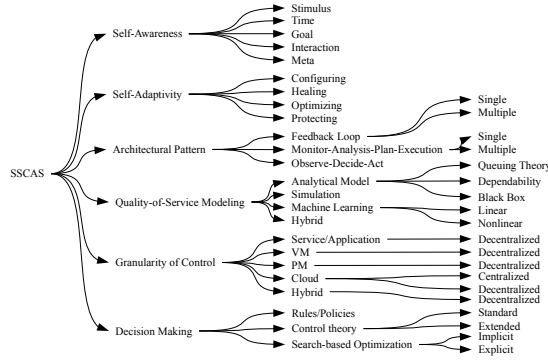 SSCAS
Self-Awareness
Stimulus
Time
Goal
Interaction
Meta
Self-Adaptivity
Configuring
Healing
Optimizing
Protecting
Architectural Pattern
Feedback Loop
Single
Multiple
Monitor-Analysis-Plan-Execution
Single
Multiple
Observe-Decide-Act
Quality-of-Service Modeling
Analytical Model
Queuing Theory
Dependability
Black Box
Simulation
Machine Learning
Linear
Nonlinear
Hybrid
Granularity of Control
Service/Application
Decentralized
VM
Decentralized
PM
Decentralized
Cloud
Centralized
Decentralized
Hybrid
Decentralized
Decision Making
Rules/Policies
Control theory
Standard
Extended
Search-based Optimization
Implicit
Explicit